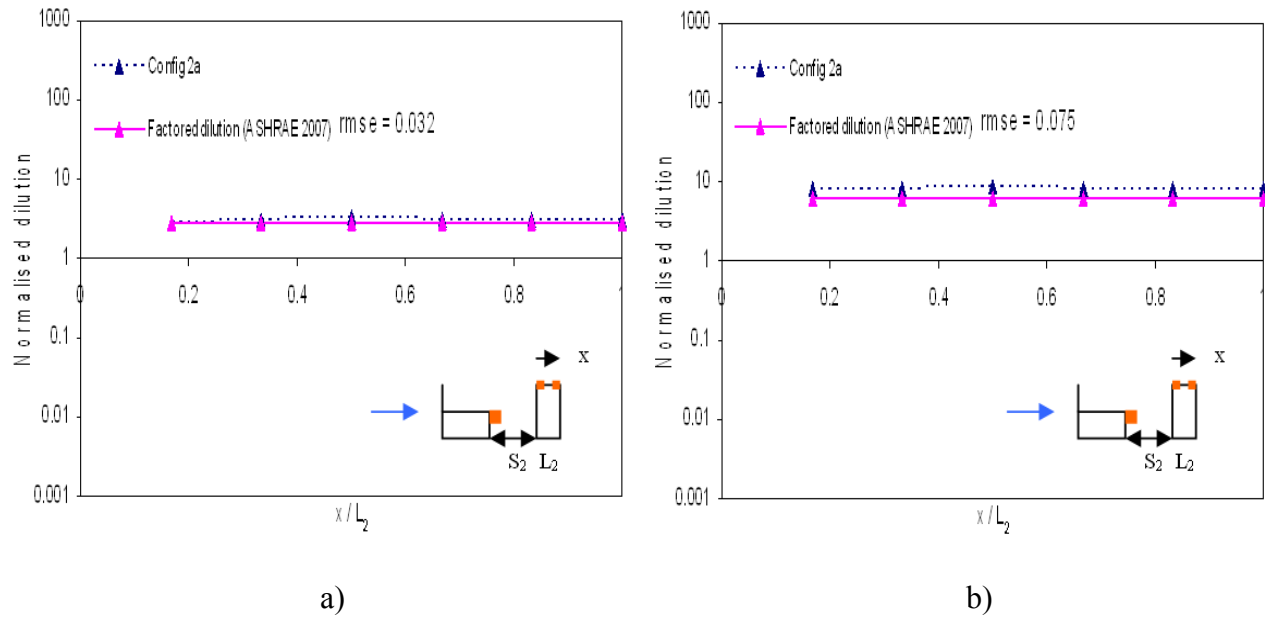 1000
100
10
1
0.1
0.01
0.001
Normalised dilution
0
0.2
0.4
0.6
0.8
1
x / L2
Config 2a
Factored dilution (ASHRAE 2007) rmse = 0.032
x
S2 L2
a)
1000
100
10
1
0.1
0.01
0.001
Normalised dilution
0
0.2
0.4
0.6
0.8
1
x / L2
Config 2a
Factored dilution (ASHRAE 2007) rmse = 0.075
x
S2 L2
b)